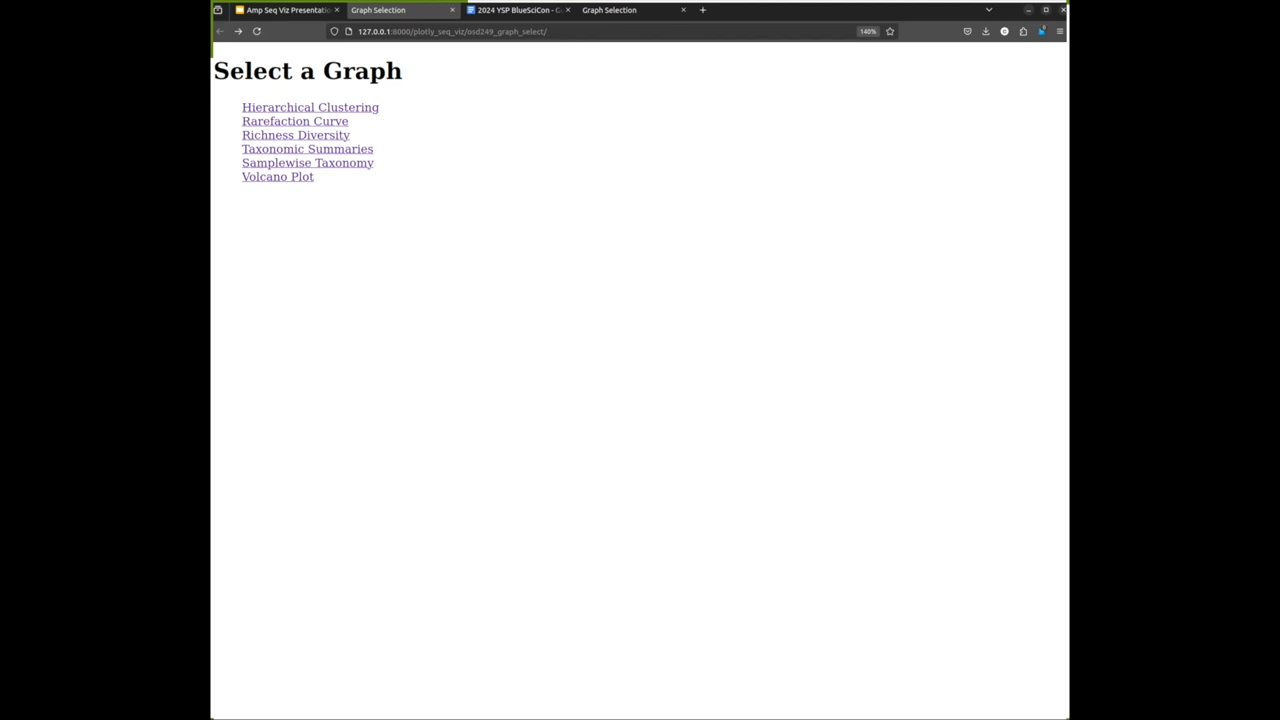 Amp Seq Viz Presentatio
Graph Selection
2024 YSP BlueSciCon - G
Graph Selection
127.0.0.1:8000/plotly_seq_viz/osd249_graph_select/
140%
Select a Graph
Hierarchical Clustering
Rarefaction Curve
Richness Diversity
Taxonomic Summaries
Samplewise Taxonomy
Volcano Plot